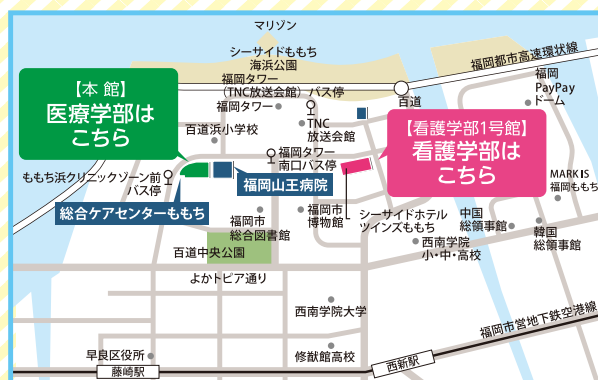 マリゾン
シーサイドももち
海浜公園
福岡都市高速環状線
【本 館】
医療学部は
こちら
福岡タワー
(TNC放送会館)バス停
福岡タワー
百道
福岡
PayPay
ドーム
TNC
放送会館
百道浜小学校
【看護学部1号館】
看護学部は
こちら
福岡タワー
南口バス停
ももち浜クリニックゾーン前
バス停
福岡山王病院
MARK IS
福岡ももち
総合ケアセンターももち
福岡市
総合図書館
福岡市
博物館
シーサイドホテル
ツインズももち
中国
総領事館
韓国
総領事館
西南学院
小・中・高校
百道中央公園
よかトピア通り
西南学院大学
福岡市営地下鉄空港線
早良区役所
修猷館高校
藤崎駅
西新駅